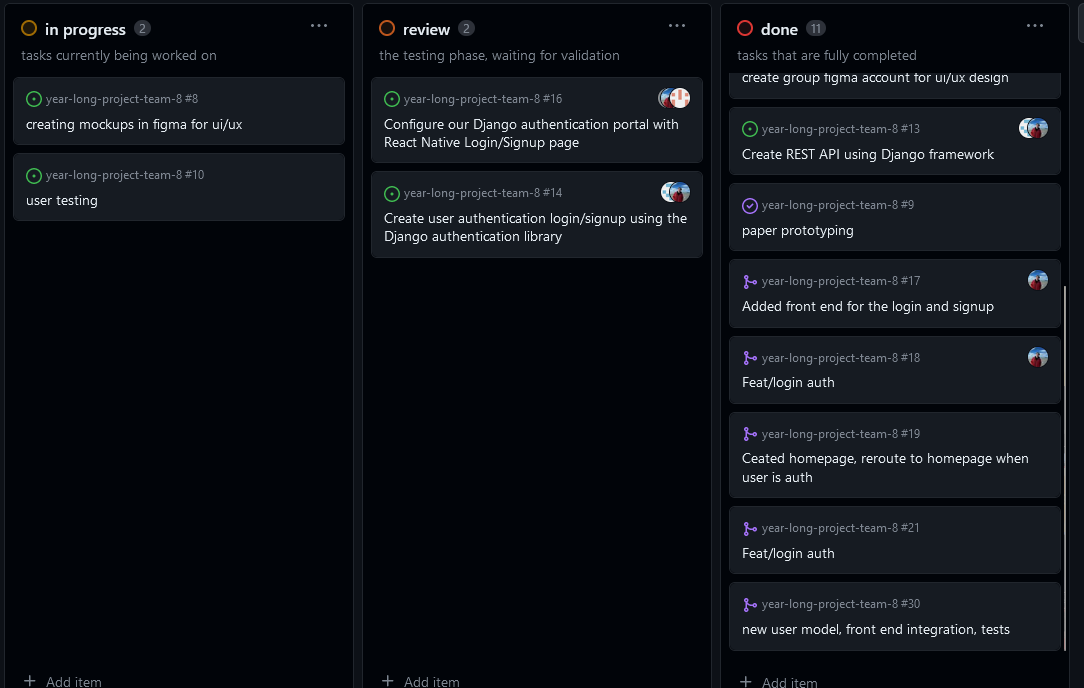 in progress 2
tasks currently being worked on
year-long-project-team-8 #8
creating mockups in figma for ui/ux
year-long-project-team-8 #10
user testing
Add item
review 2
the testing phase, waiting for validation
year-long-project-team-8 #16
Configure our Django authentication portal with
React Native Login/Signup page
year-long-project-team-8 #14
Create user authentication login/signup using the
Django authentication library
Add item
done 11
tasks that are fully completed
create group figma account for ui/ux design
year-long-project-team-8 #13
Create REST API using Django framework
year-long-project-team-8 #9
paper prototyping
year-long-project-team-8 #17
Added front end for the login and signup
year-long-project-team-8 #18
Feat/login auth
year-long-project-team-8 #19
Ceated homepage, reroute to homepage when
user is auth
year-long-project-team-8 #21
Feat/login auth
year-long-project-team-8 #30
new user model, front end integration, tests
Add item